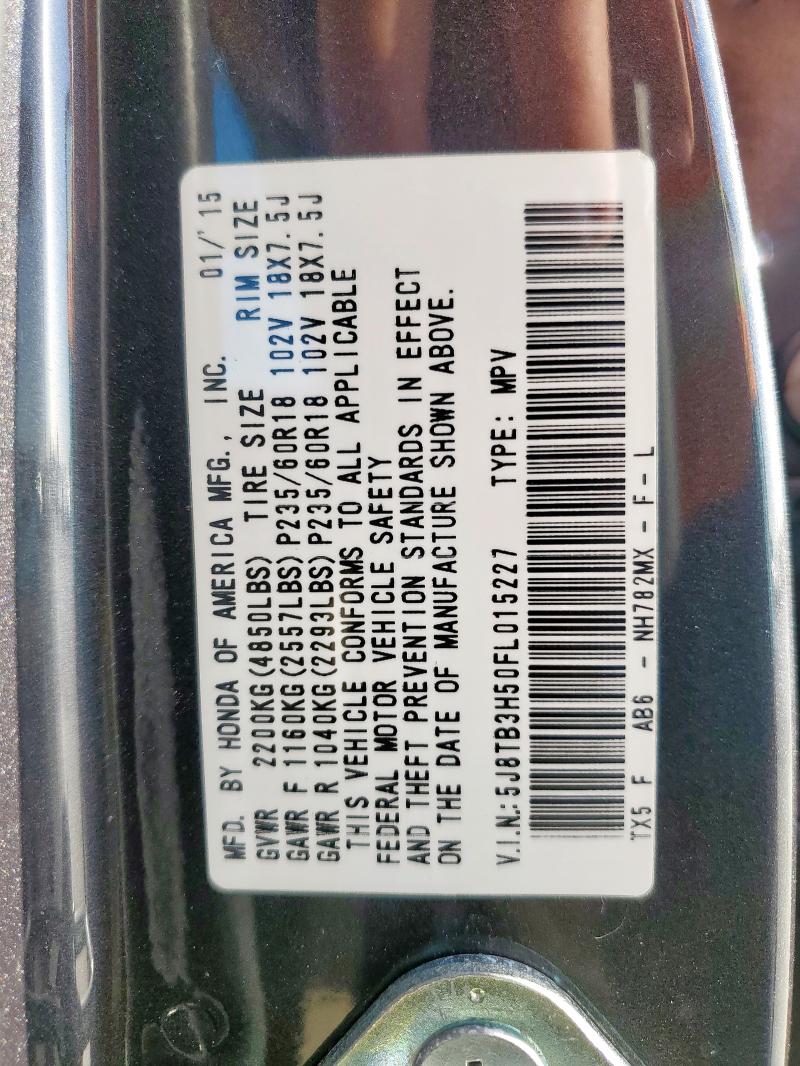 MFD. BY HONDA OF AMERICA MFG., INC. 01/'15
GVWR 2200KG(4850LBS) TIRE SIZE RIM SIZE
GAWR F 1160KG(2557LBS) P235/60R18 102V 18X7.5J
GAWR R 1040KG(2293LBS) P235/60R18 102V 18X7.5J
THIS VEHICLE CONFORMS TO ALL APPLICABLE
FEDERAL MOTOR VEHICLE SAFETY
AND THEFT PREVENTION STANDARDS IN EFFECT
ON THE DATE OF MANUFACTURE SHOWN ABOVE.
V.I.N.: 5J8TB3H50FL015227 TYPE: MPV
TX5 F AB6 - NH782MX - F - L